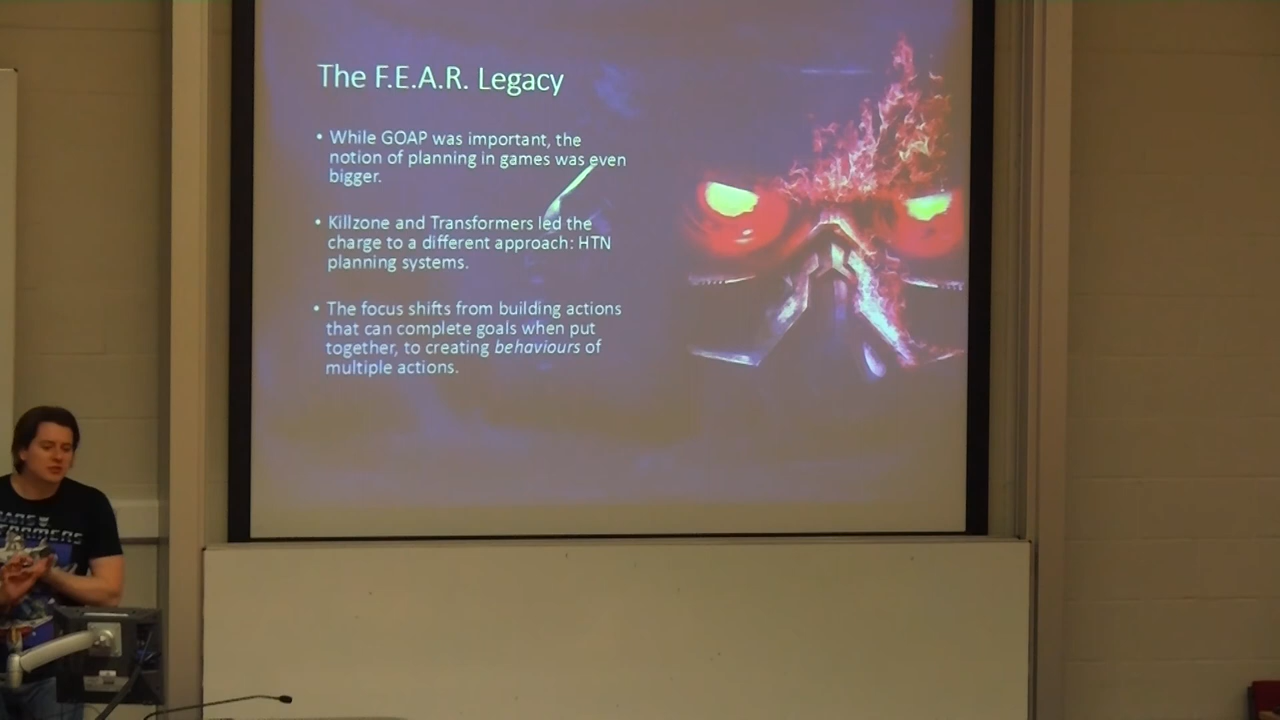 The F.E.A.R. Legacy
• While GOAP was important, the
notion of planning in games was even
bigger.
• Killzone and Transformers led the
charge to a different approach: HTN
planning systems.
• The focus shifts from building actions
that can complete goals when put
together, to creating behaviours of
multiple actions.